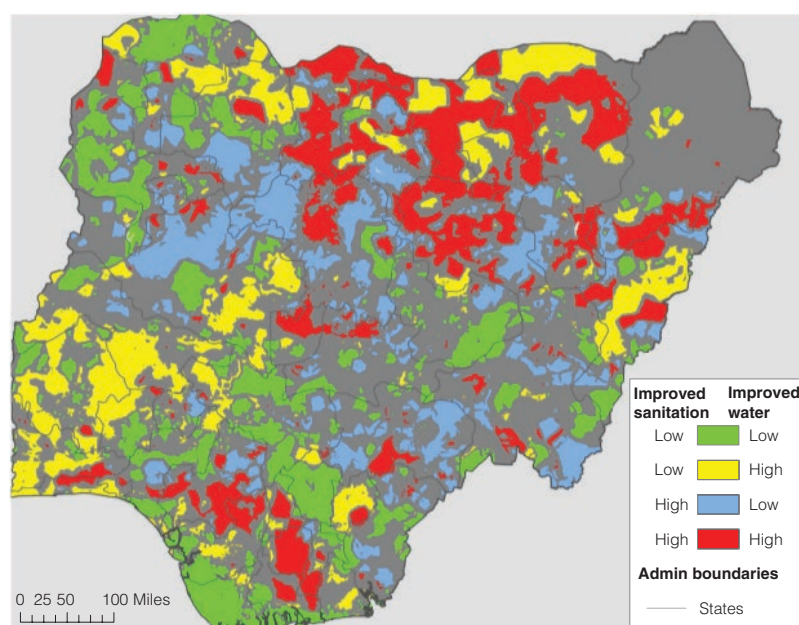 Improved Improved
sanitation water
Low Low
Low High
High Low
High High
Admin boundaries
States
0 25 50 100 Miles